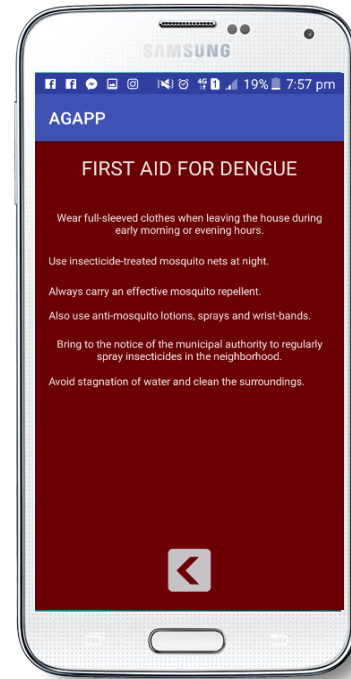 SAMSUNG
4G 1 19% 7:57 pm
AGAPP
FIRST AID FOR DENGUE
Wear full-sleeved clothes when leaving the house during
early morning or evening hours.
Use insecticide-treated mosquito nets at night.
Always carry an effective mosquito repellent.
Also use anti-mosquito lotions, sprays and wrist-bands.
Bring to the notice of the municipal authority to regularly
spray insecticides in the neighborhood.
Avoid stagnation of water and clean the surroundings.